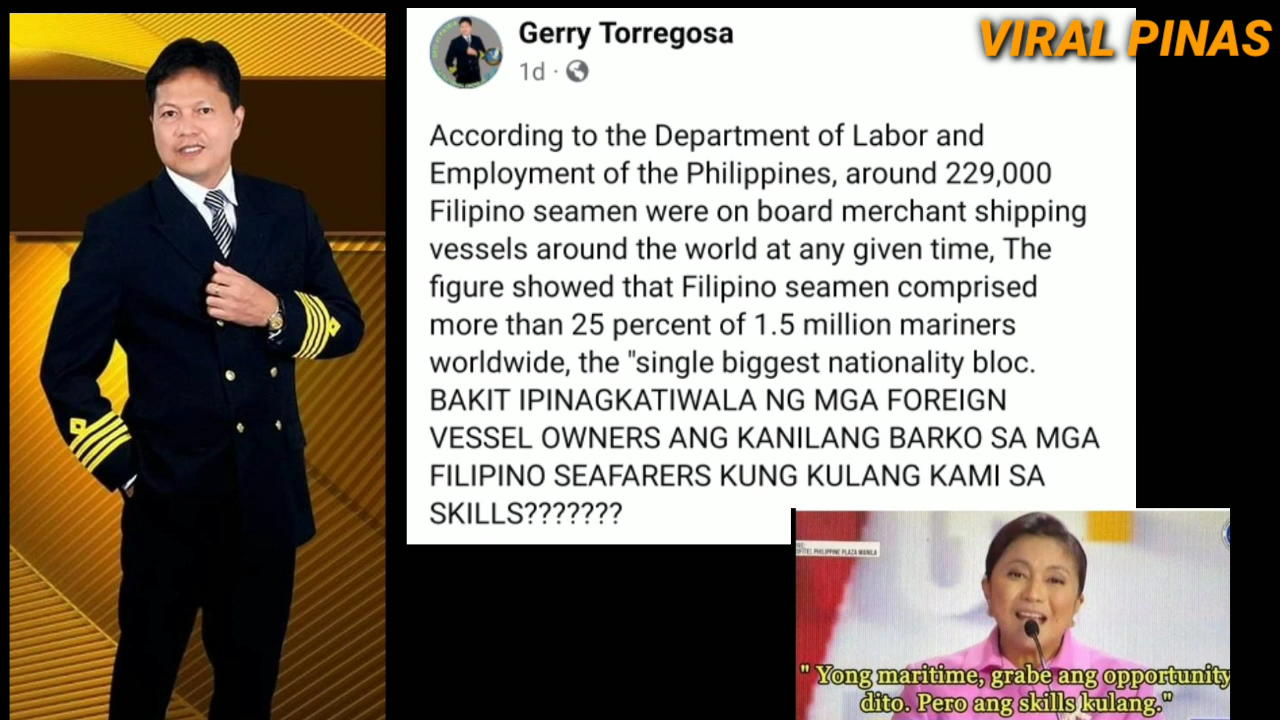 VIRAL PINAS
Gerry Torregosa
1d ·
According to the Department of Labor and
Employment of the Philippines, around 229,000
Filipino seamen were on board merchant shipping
vessels around the world at any given time, The
figure showed that Filipino seamen comprised
more than 25 percent of 1.5 million mariners
worldwide, the "single biggest nationality bloc.
BAKIT IPINAGKATIWALA NG MGA FOREIGN
VESSEL OWNERS ANG KANILANG BARKO SA MGA
FILIPINO SEAFARERS KUNG KULANG KAMI SA
SKILLS???????
PHILIPPINE PLAZA MANILA
" Yong maritime, grabe ang opportunity
dito. Pero ang skills kulang."